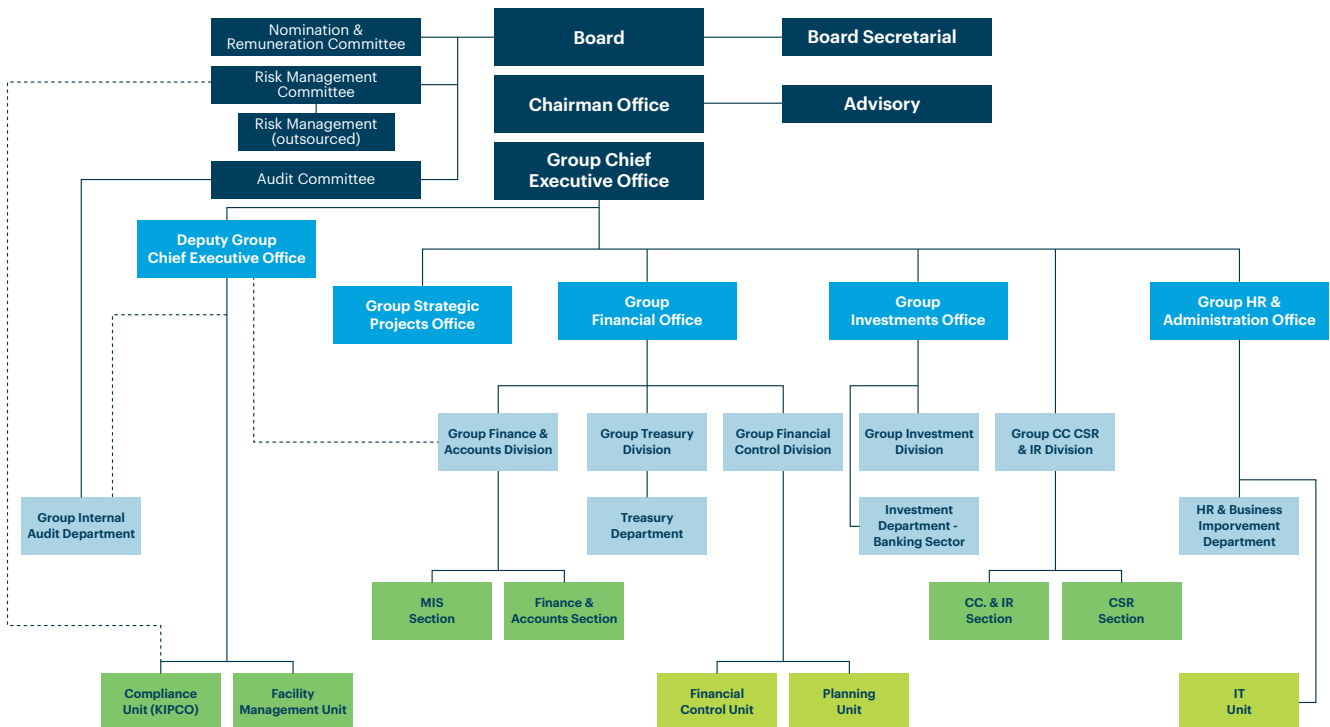 Nomination &
Remuneration Committee
Board
Board Secretarial
Risk Management
Committee
Chairman Office
Advisory
Risk Management
(outsourced)
Audit Committee
Group Chief
Executive Office
Deputy Group
Chief Executive Office
Group Strategic
Projects Office
Group
Financial Office
Group
Investments Office
Group HR &
Administration Office
Group Finance &
Accounts Division
Group Treasury
Division
Group Financial
Control Division
Group Investment
Division
Group CC CSR
& IR Division
Group Internal
Audit Department
Treasury
Department
Investment
Department -
Banking Sector
HR & Business
Imporvement
Department
MIS
Section
Finance &
Accounts Section
CC. & IR
Section
CSR
Section
Compliance
Unit (KIPCO)
Facility
Management Unit
Financial
Control Unit
Planning
Unit
IT
Unit